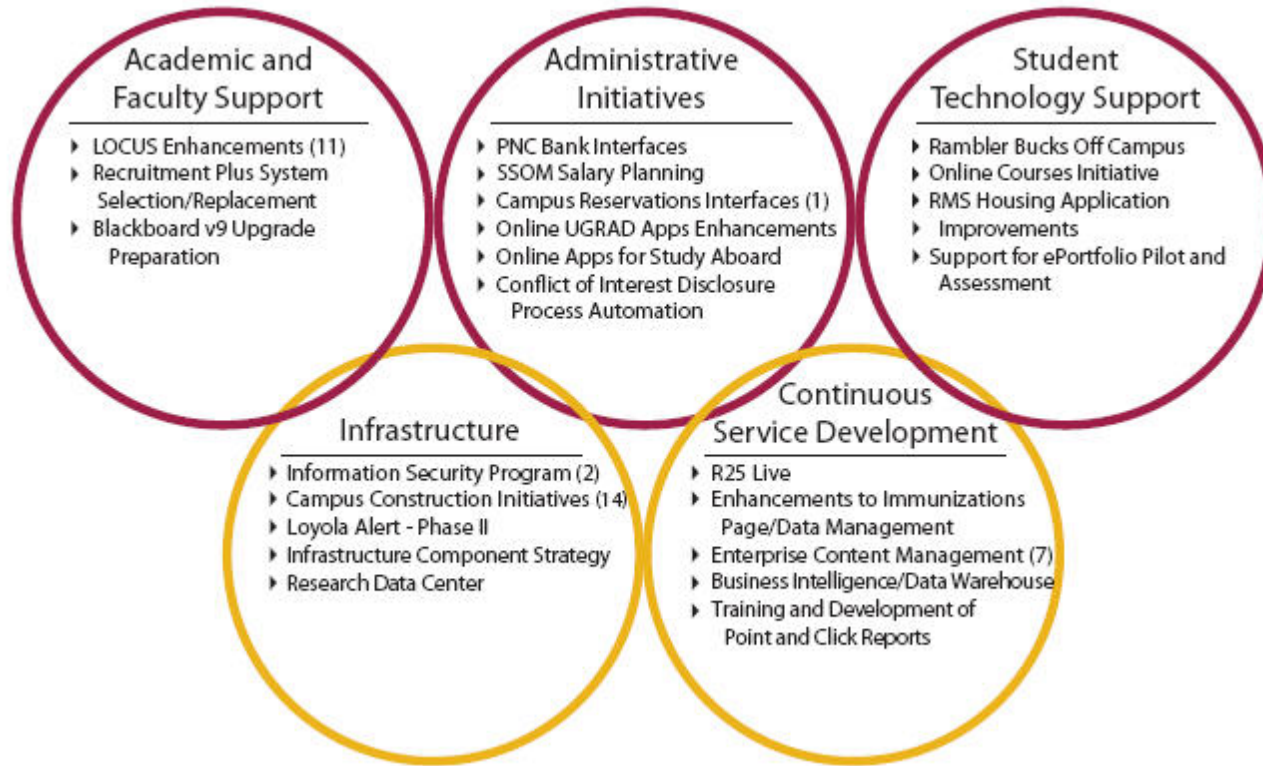 Academic and
Faculty Support
▸ LOCUS Enhancements (11)
▸ Recruitment Plus System
Selection/Replacement
▸ Blackboard v9 Upgrade
Preparation
Administrative
Initiatives
▸ PNC Bank Interfaces
▸ SSOM Salary Planning
▸ Campus Reservations Interfaces (1)
▸ Online UGRAD Apps Enhancements
▸ Online Apps for Study Aboard
▸ Conflict of Interest Disclosure
Process Automation
Student
Technology Support
▸ Rambler Bucks Off Campus
▸ Online Courses Initiative
▸ RMS Housing Application
▸ Improvements
▸ Support for ePortfolio Pilot and
Assessment
Infrastructure
▸ Information Security Program (2)
▸ Campus Construction Initiatives (14)
▸ Loyola Alert - Phase II
▸ Infrastructure Component Strategy
▸ Research Data Center
Continuous
Service Development
▸ R25 Live
▸ Enhancements to Immunizations
Page/Data Management
▸ Enterprise Content Management (7)
▸ Business Intelligence/Data Warehouse
▸ Training and Development of
Point and Click Reports